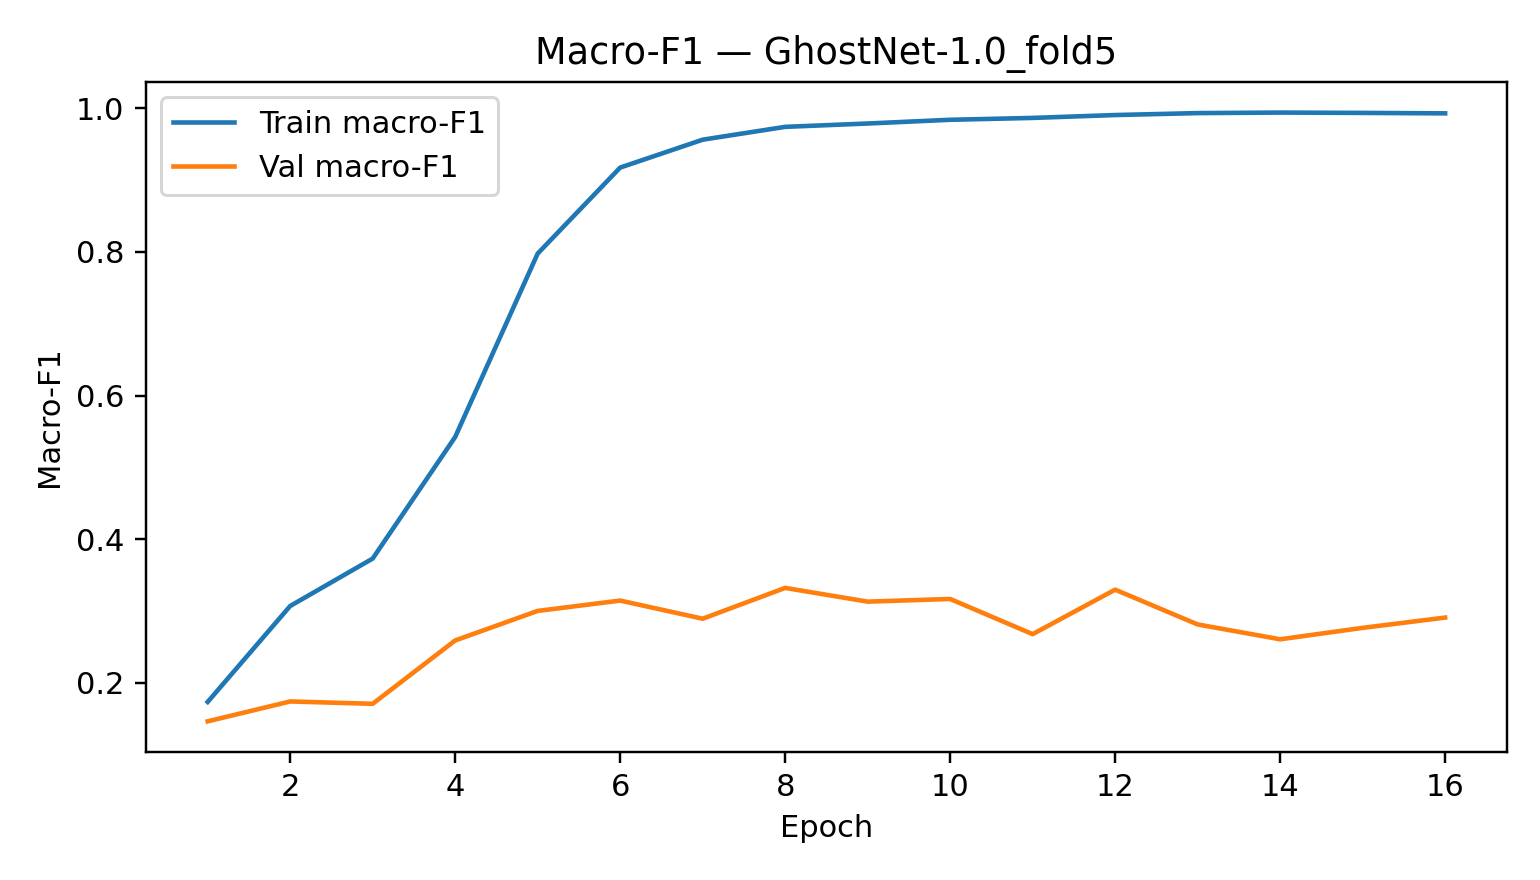 Macro-F1 — GhostNet-1.0_fold5
Train macro-F1
Val macro-F1
Macro-F1
1.0
0.8
0.6
0.4
0.2
2 4 6 8 10 12 14 16
Epoch